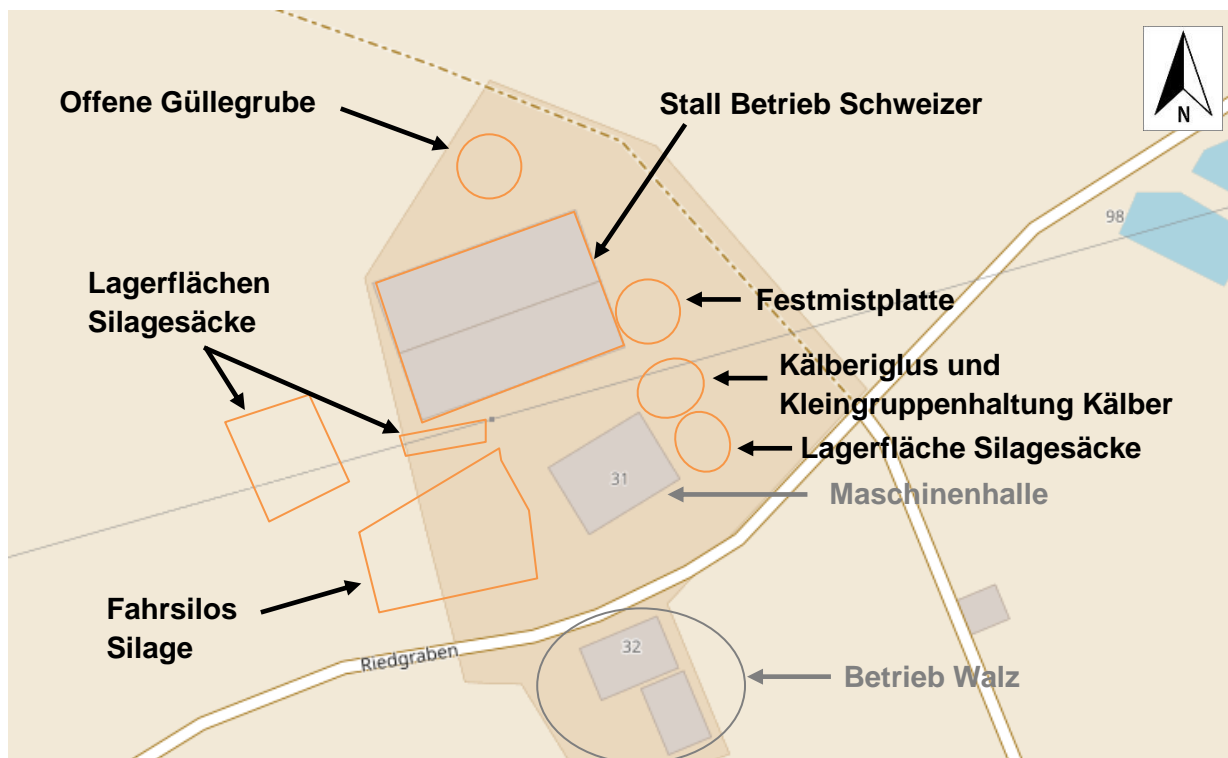 Offene Güllegrube
Stall Betrieb Schweizer
N
98
Lagerflächen
Silagesäcke
Festmistplatte
Kälberiglus und
Kleingruppenhaltung Kälber
Lagerfläche Silagesäcke
31
Maschinenhalle
Fahrsilos
Silage
Riedgraben
32
Betrieb Walz